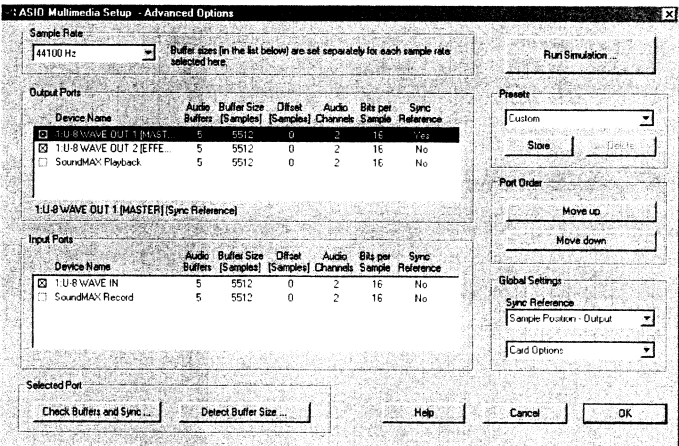 ASIO Multimedia Setup - Advanced Options
Sample Rate
44100 Hz
Buffer sizes (in the list below) are set separately for each sample rate
selected here.
Run Simulation ...
Output Ports
Device Name Audio Buffers Buffer Size [Samples] Offset [Samples] Audio Channels Bits per Sample Sync Reference
1:U-8 WAVE OUT 1 [MAST... 5 5512 0 2 16 Yes
1:U-8 WAVE OUT 2 [EFFE... 5 5512 0 2 16 No
SoundMAX Playback 5 5512 0 2 16 No
1:U-8 WAVE OUT 1 [MASTER] (Sync Reference)
Presets
Custom
Store Delete
Port Order
Move up
Move down
Input Ports
Device Name Audio Buffers Buffer Size [Samples] Offset [Samples] Audio Channels Bits per Sample Sync Reference
1:U-8 WAVE IN 5 5512 0 2 16 No
SoundMAX Record 5 5512 0 2 16 No
Global Settings
Sync Reference
Sample Position - Output
Card Options
Selected Port
Check Buffers and Sync ... Detect Buffer Size ...
Help Cancel OK